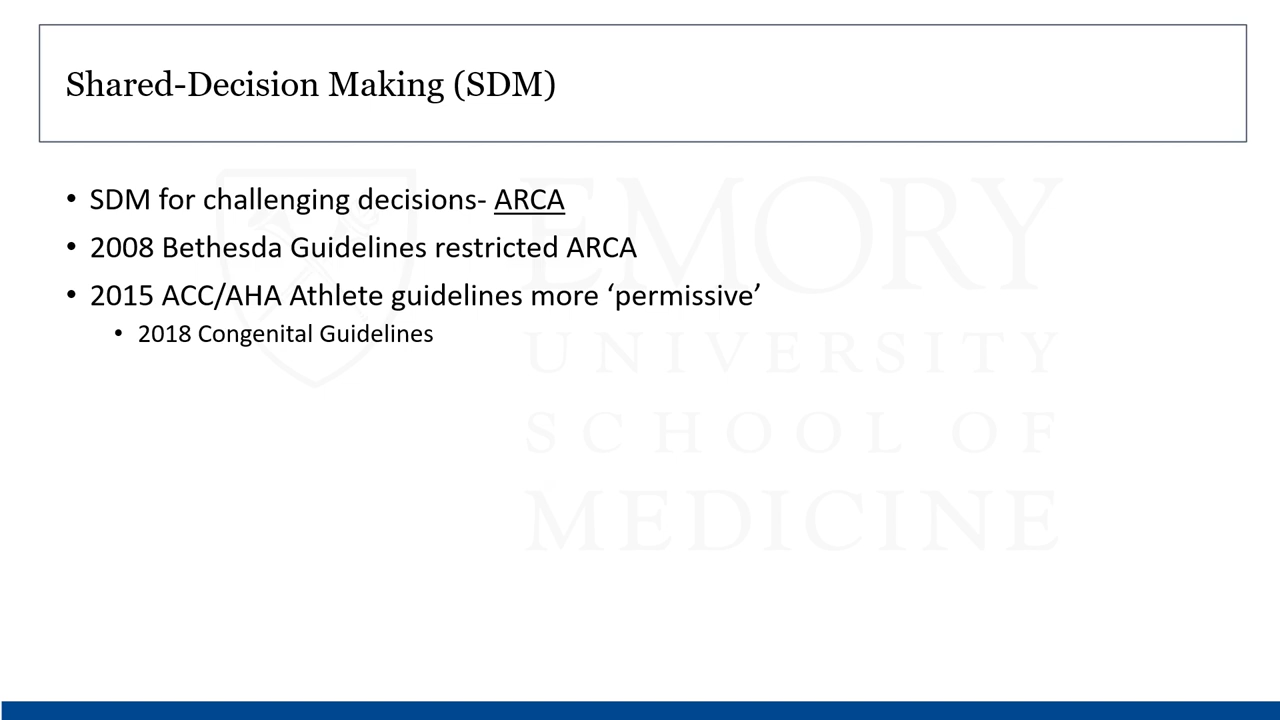 Shared-Decision Making (SDM)
• SDM for challenging decisions- ARCA
• 2008 Bethesda Guidelines restricted ARCA
• 2015 ACC/AHA Athlete guidelines more ‘permissive’
• 2018 Congenital Guidelines
EMORY
UNIVERSITY
SCHOOL OF
MEDICINE